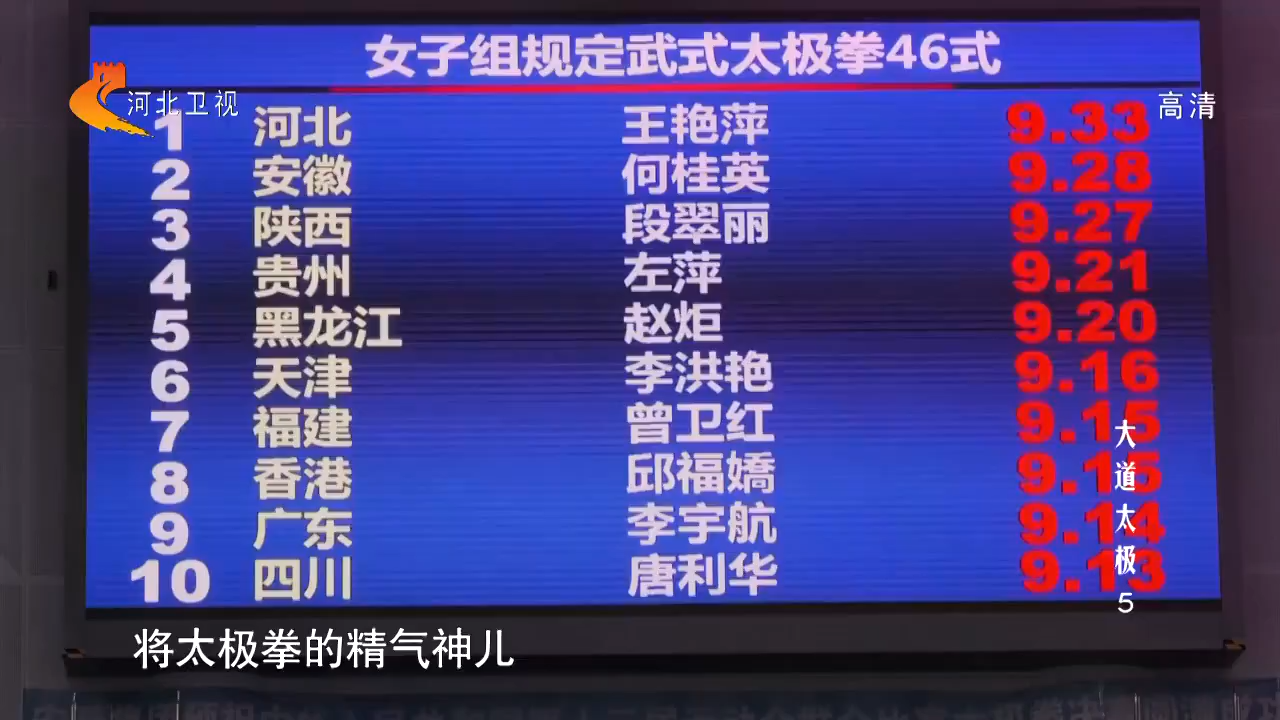 女子组规定武式太极拳46式
河北卫视
高清
1 河北 王艳萍 9.33
2 安徽 何桂英 9.28
3 陕西 段翠丽 9.27
4 贵州 左萍 9.21
5 黑龙江 赵炬 9.20
6 天津 李洪艳 9.16
7 福建 曾卫红 9.15
8 香港 邱福嬌 9.15
9 广东 李宇航 9.14
10 四川 唐利华 9.13
大道太极5
将太极拳的精气神儿